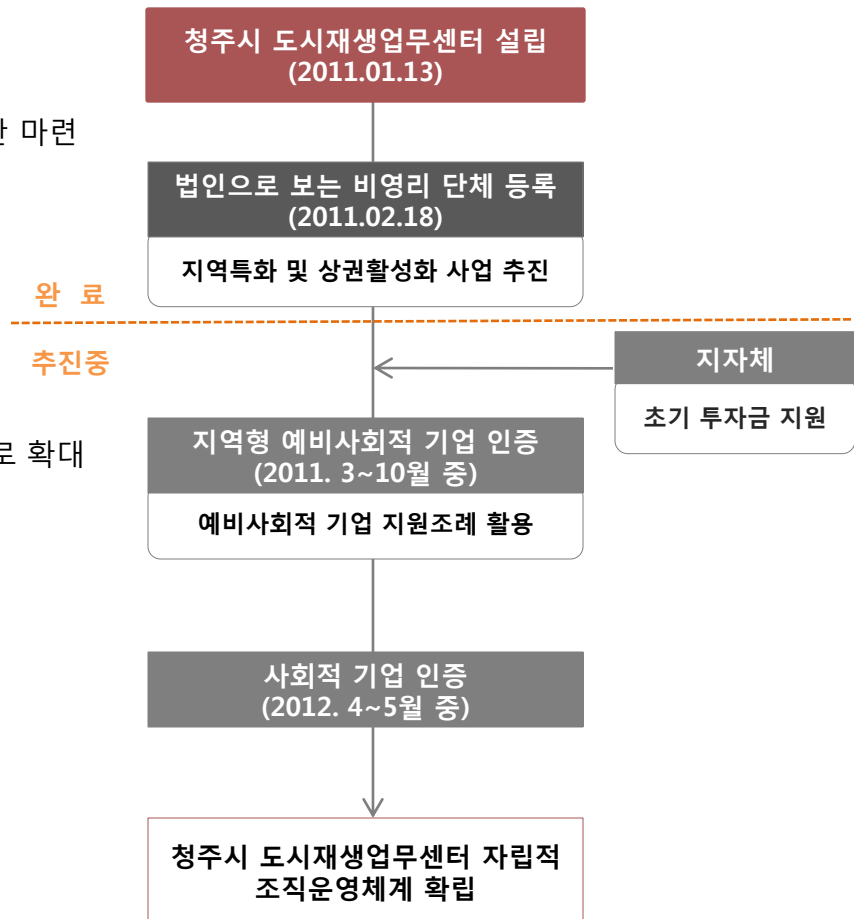 청주시 도시재생업무센터 설립
(2011.01.13)
마련
법인으로 보는 비영리 단체 등록
(2011.02.18)
지역특화 및 상권활성화 사업 추진
완 료
추진중
지자체
초기 투자금 지원
로 확대
지역형 예비사회적 기업 인증
(2011. 3~10월 중)
예비사회적 기업 지원조례 활용
사회적 기업 인증
(2012. 4~5월 중)
청주시 도시재생업무센터 자립적
조직운영체계 확립